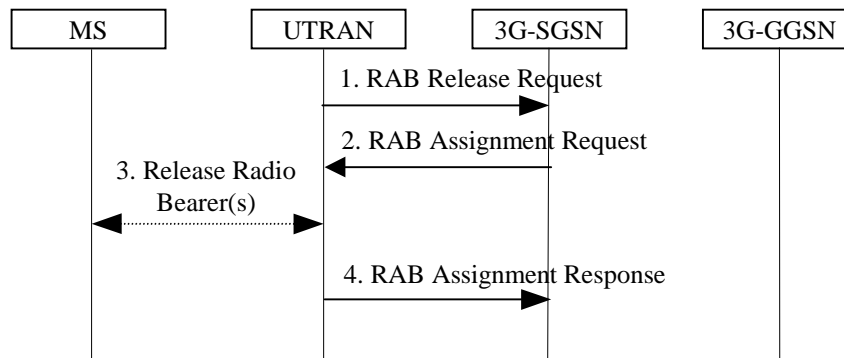 MS UTRAN 3G-SGSN 3G-GGSN
1. RAB Release Request
2. RAB Assignment Request
3. Release Radio
Bearer(s)
4. RAB Assignment Response